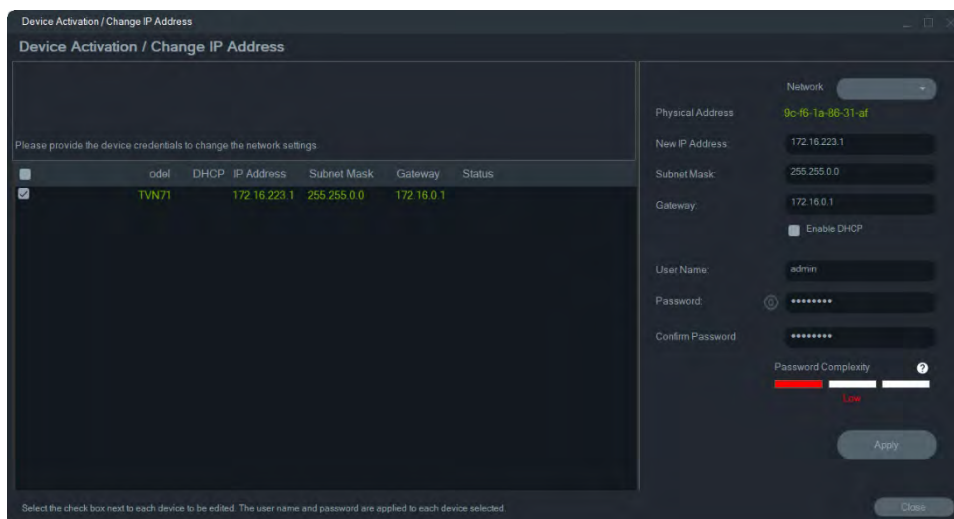 Device Activation / Change IP Address
Device Activation / Change IP Address
Network
Physical Address 9c-f6-1a-86-31-af
Please provide the device credentials to change the network settings
New IP Address: 172.16.223.1
odel DHCP IP Address Subnet Mask Gateway Status
Subnet Mask: 255.255.0.0
TVN71 172.16.223.1 255.255.0.0 172.16.0.1
Gateway: 172.16.0.1
Enable DHCP
User Name: admin
Password: ••••••••
Confirm Password ••••••••
Password Complexity ?
Low
Apply
Select the check box next to each device to be edited. The user name and password are applied to each device selected.
Close